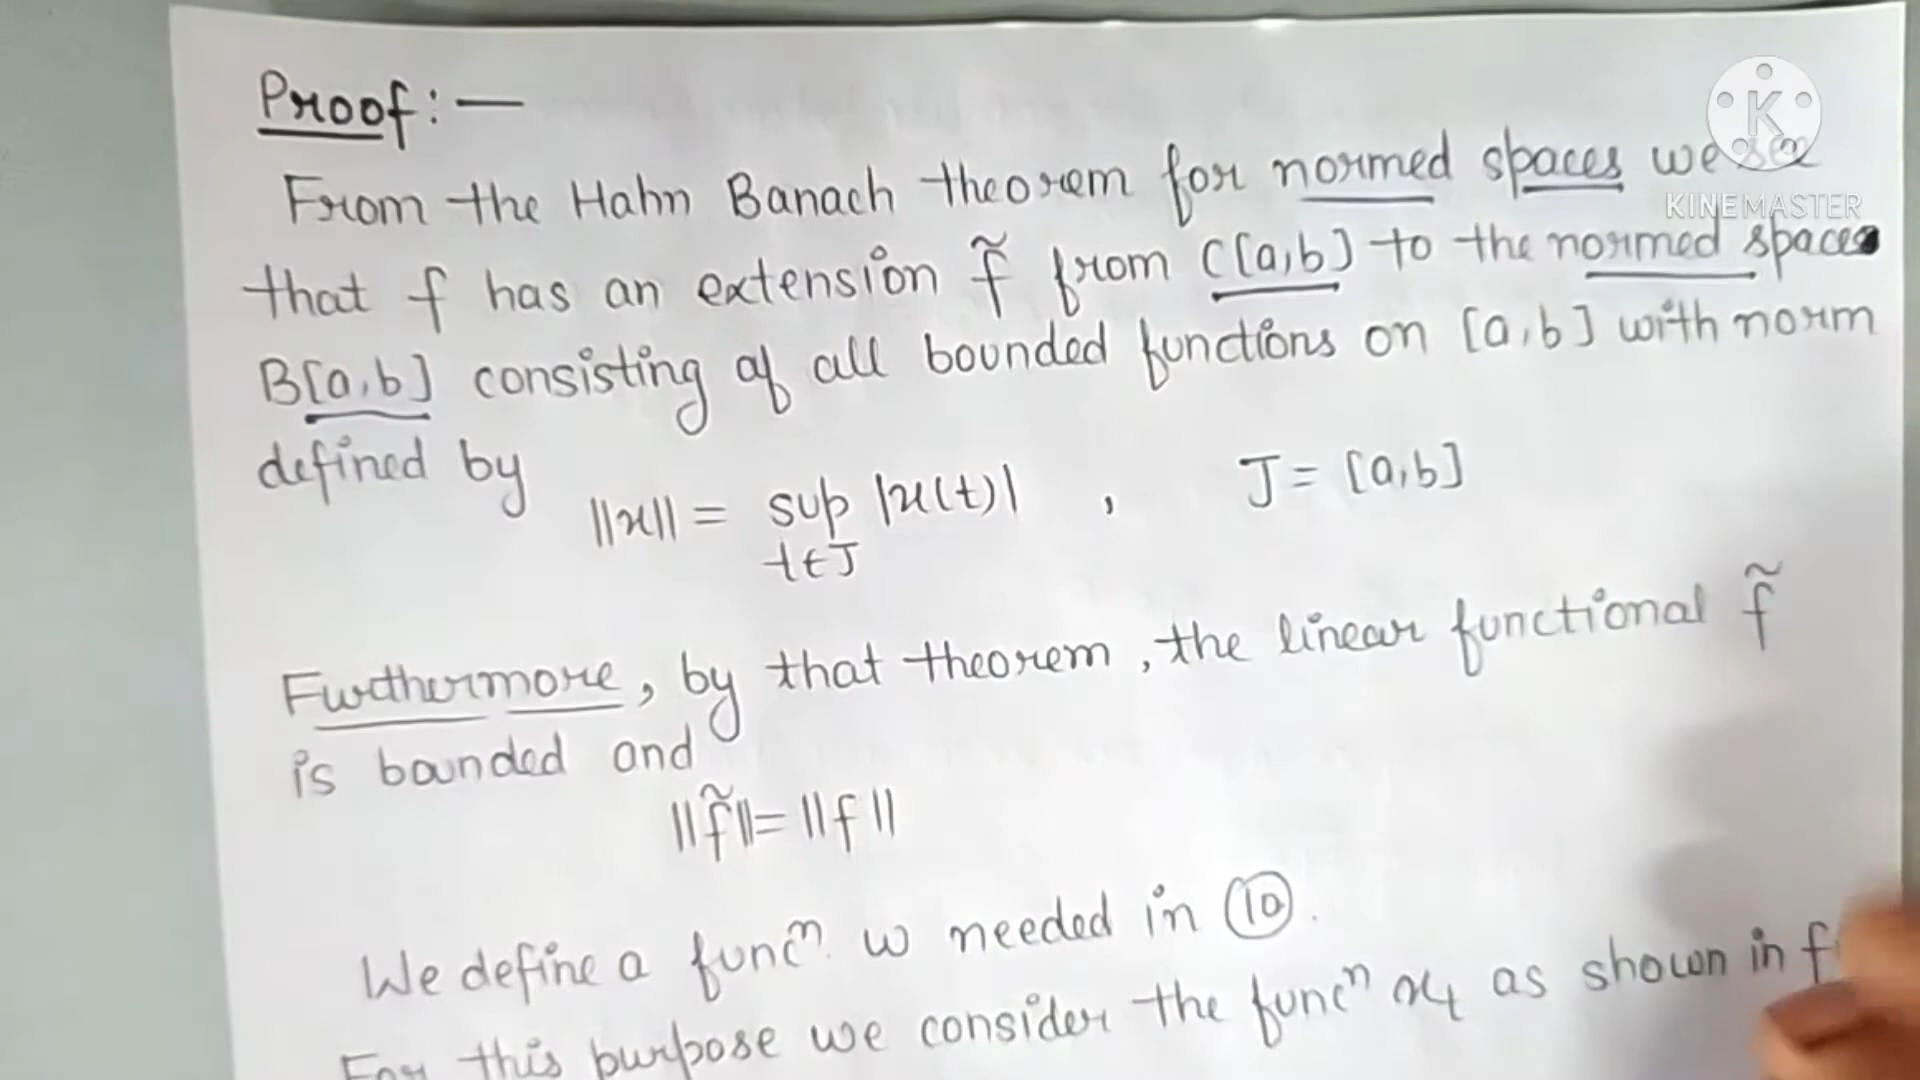 Proof :-
From the Hahn Banach theorem for normed spaces we see
that f has an extension f̃ from C[a,b] to the normed spaces
B[a,b] consisting of all bounded functions on [a,b] with norm
defined by
||x|| = sup |x(t)| , J = [a,b]
t∈J
Furthermore, by that theorem, the linear functional f̃
is bounded and
||f̃|| = ||f||
We define a funcⁿ. w needed in ⑩.
For this purpose we consider the funcⁿ xₜ as shown in
K
KINEMASTER